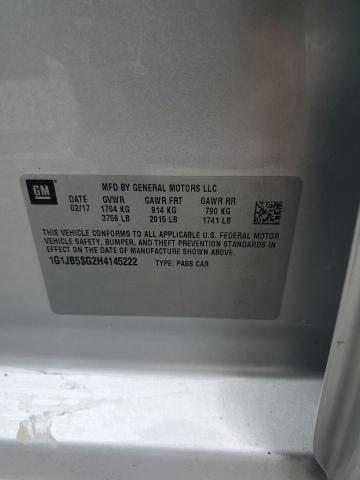 GM
MFD BY GENERAL MOTORS LLC
DATE GVWR GAWR FRT GAWR RR
02/17 1704 KG 914 KG 790 KG
3756 LB 2015 LB 1741 LB
THIS VEHICLE CONFORMS TO ALL APPLICABLE U.S. FEDERAL MOTOR
VEHICLE SAFETY, BUMPER, AND THEFT PREVENTION STANDARDS IN
EFFECT ON THE DATE OF MANUFACTURE SHOWN ABOVE.
1G1JB5SG2H4145222 TYPE: PASS CAR